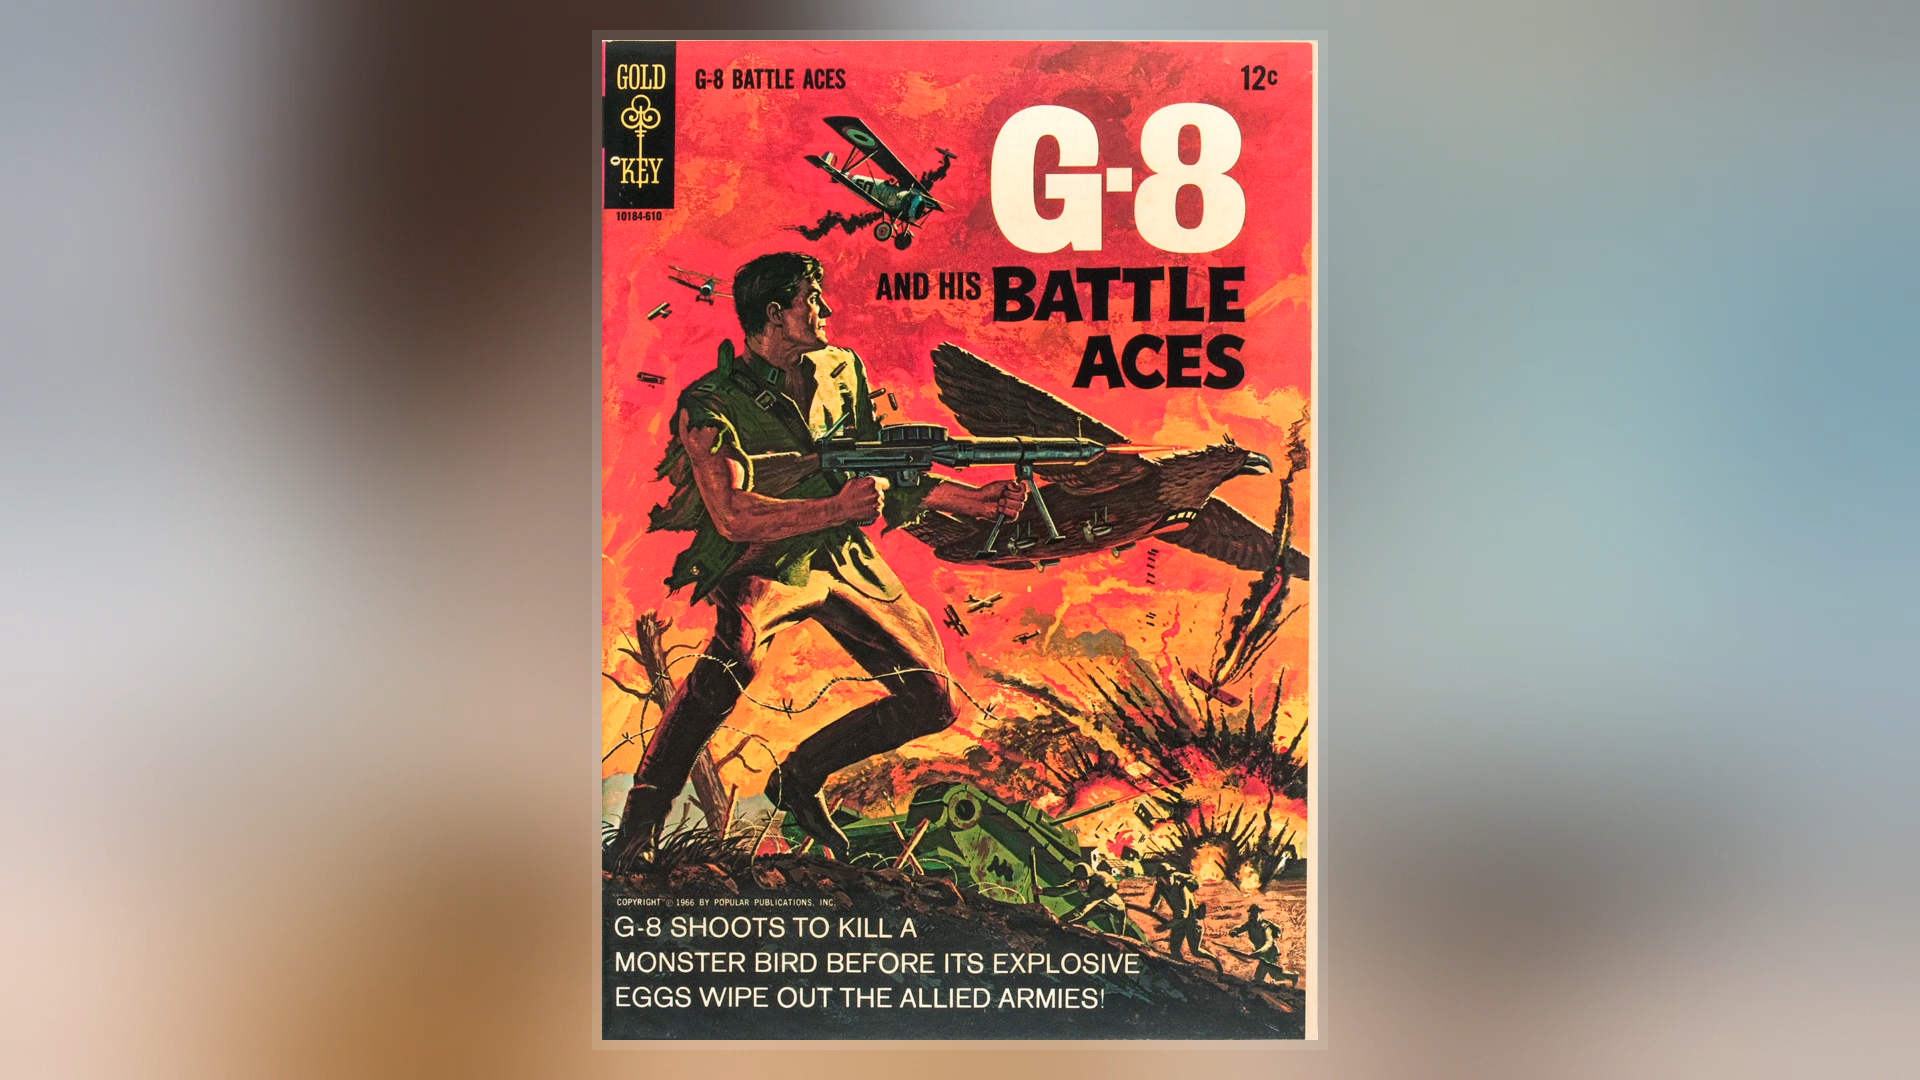 GOLD
KEY
10184-610
G-8 BATTLE ACES
12c
G-8
AND HIS BATTLE
ACES
COPYRIGHT © 1966 BY POPULAR PUBLICATIONS, INC.
G-8 SHOOTS TO KILL A
MONSTER BIRD BEFORE ITS EXPLOSIVE
EGGS WIPE OUT THE ALLIED ARMIES!